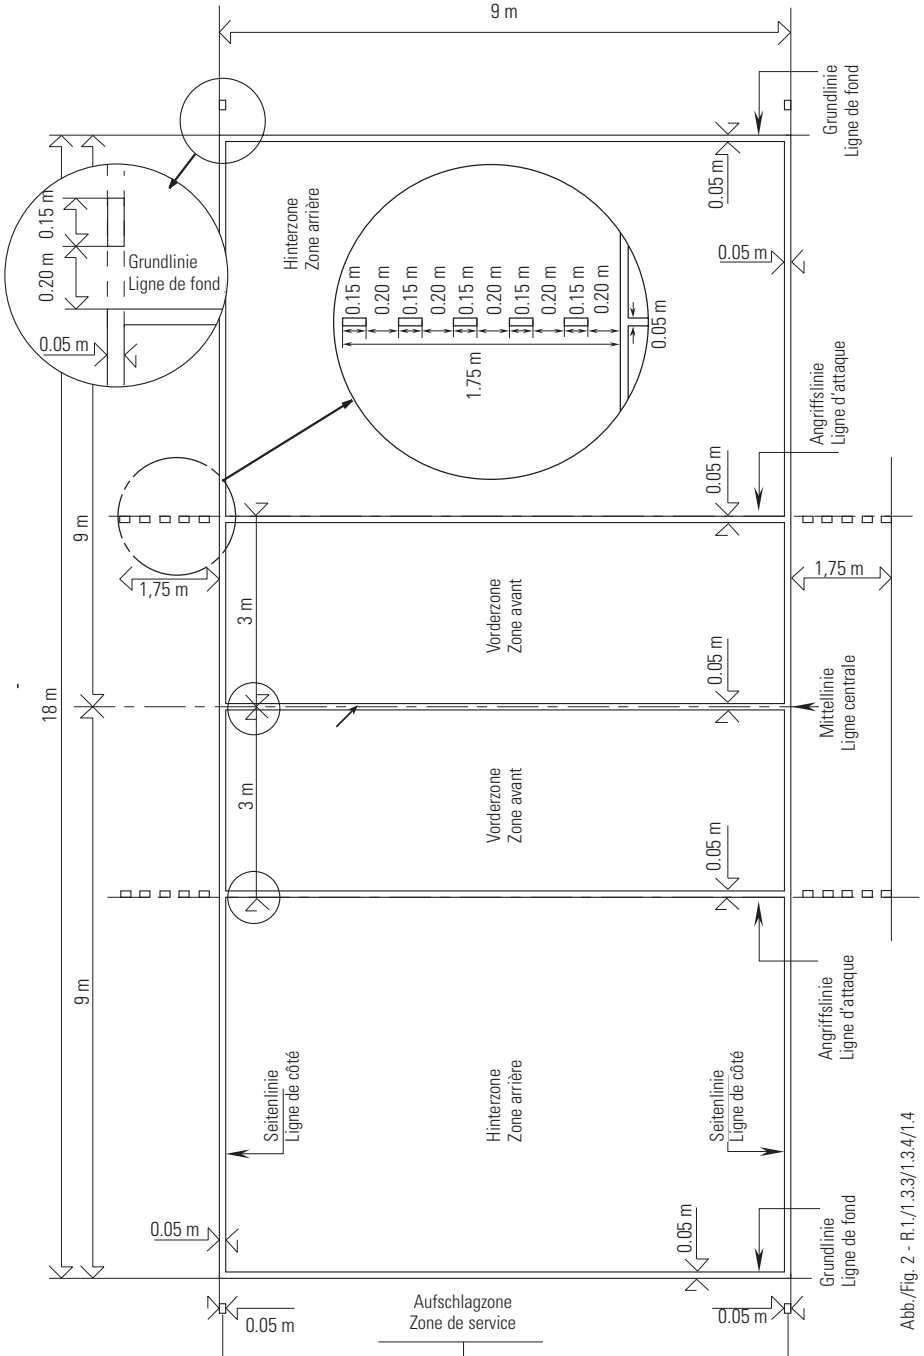 9 m
Grundlinie
Ligne de fond
0.05 m
0.05 m
0.15 m
0.20 m
Grundlinie
Ligne de fond
0.05 m
Hinterzone
Zone arrière
0.15 m
0.20 m
0.15 m
0.20 m
0.15 m
0.20 m
0.15 m
0.20 m
0.15 m
0.20 m
0.05 m
1.75 m
Angriffslinie
Ligne d'attaque
0.05 m
9 m
1,75 m
1,75 m
3 m
Vorderzone
Zone avant
0.05 m
18 m
Mittellinie
Ligne centrale
3 m
Vorderzone
Zone avant
0.05 m
9 m
Angriffslinie
Ligne d'attaque
Seitenlinie
Ligne de côté
Hinterzone
Zone arrière
Seitenlinie
Ligne de côté
0.05 m
0.05 m
Grundlinie
Ligne de fond
0.05 m
Aufschlagzone
Zone de service
0.05 m
Abb./Fig. 2 - R.1./1.3.3/1.3.4/1.4